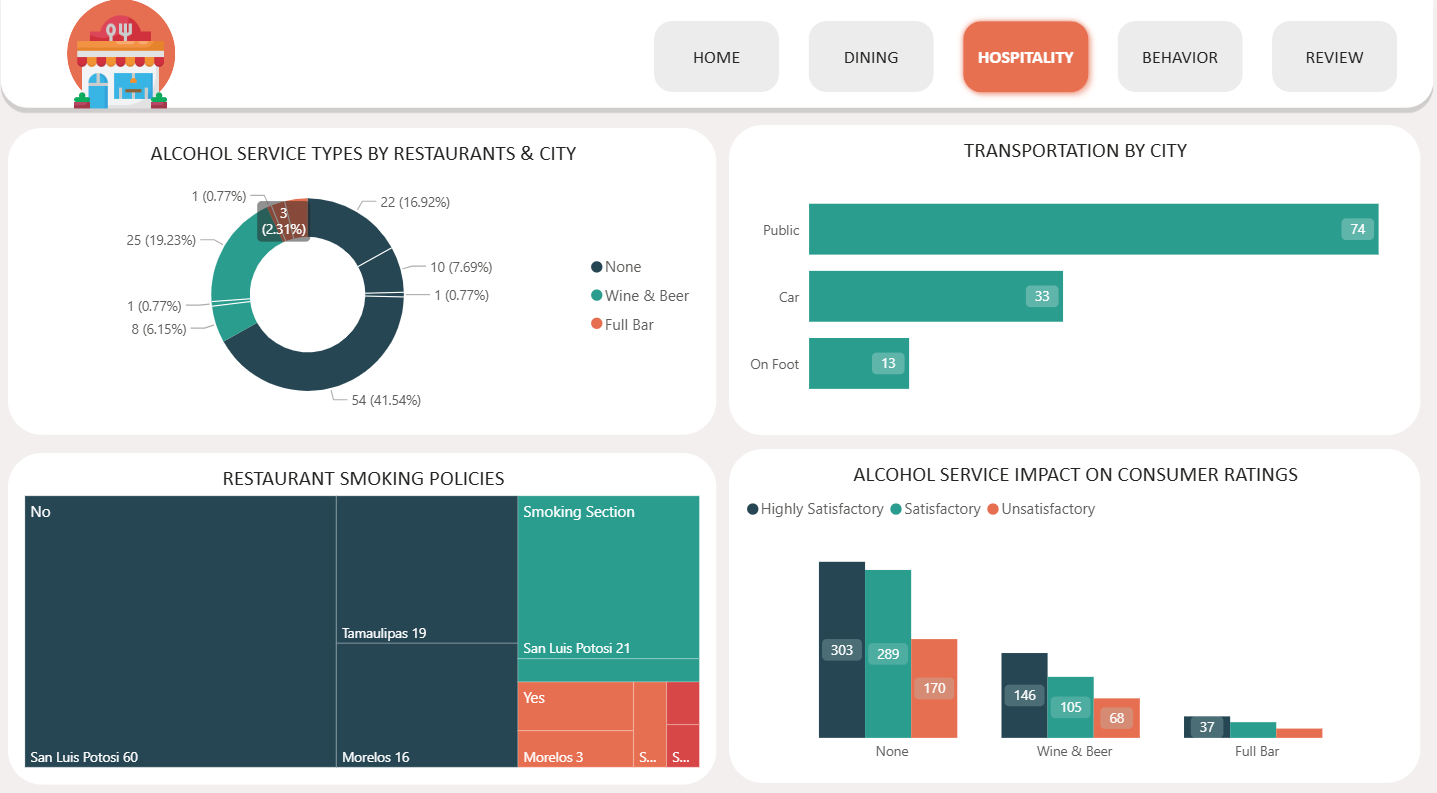 HOME
DINING
HOSPITALITY
BEHAVIOR
REVIEW
ALCOHOL SERVICE TYPES BY RESTAURANTS & CITY
1 (0.77%)
3
(2.31%)
22 (16.92%)
25 (19.23%)
10 (7.69%)
1 (0.77%)
1 (0.77%)
8 (6.15%)
54 (41.54%)
None
Wine & Beer
Full Bar
TRANSPORTATION BY CITY
Public
74
Car
33
On Foot
13
RESTAURANT SMOKING POLICIES
No
San Luis Potosi 60
Tamaulipas 19
Morelos 16
Smoking Section
San Luis Potosi 21
Yes
Morelos 3
S...
S...
ALCOHOL SERVICE IMPACT ON CONSUMER RATINGS
Highly Satisfactory
Satisfactory
Unsatisfactory
303
289
170
146
105
68
37
None
Wine & Beer
Full Bar